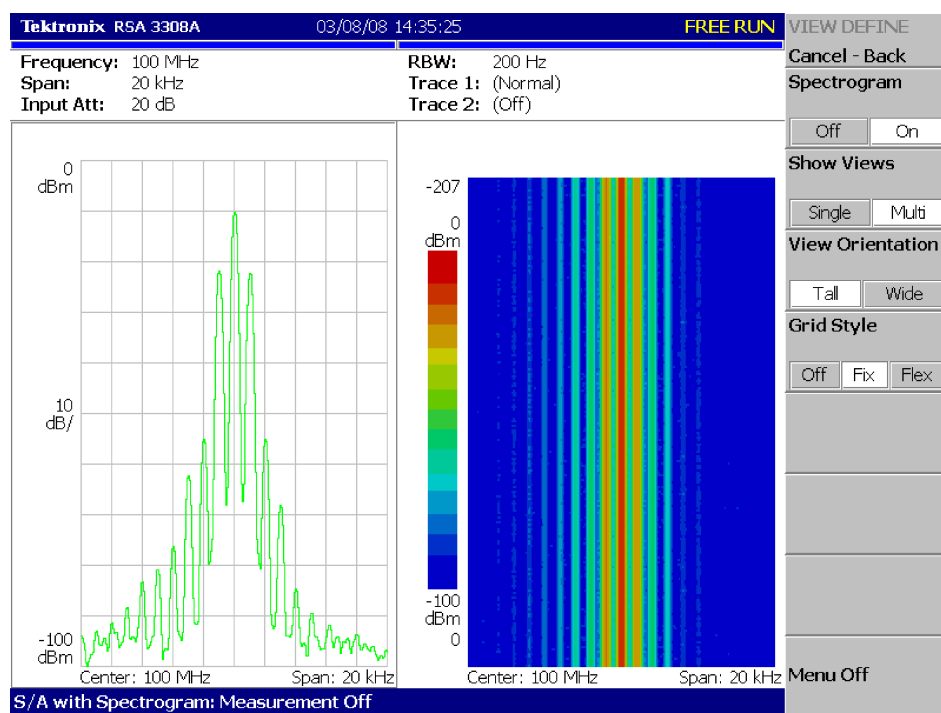 Tektronix RSA 3308A 03/08/08 14:35:25 FREE RUN
Frequency: 100 MHz
Span: 20 kHz
Input Att: 20 dB
RBW: 200 Hz
Trace 1: (Normal)
Trace 2: (Off)
0
dBm
10
dB/
-100
dBm
Center: 100 MHz Span: 20 kHz
-207
0
dBm
-100
dBm
0
Center: 100 MHz Span: 20 kHz
S/A with Spectrogram: Measurement Off
VIEW DEFINE
Cancel - Back
Spectrogram
Off On
Show Views
Single Multi
View Orientation
Tall Wide
Grid Style
Off Fix Flex
Menu Off